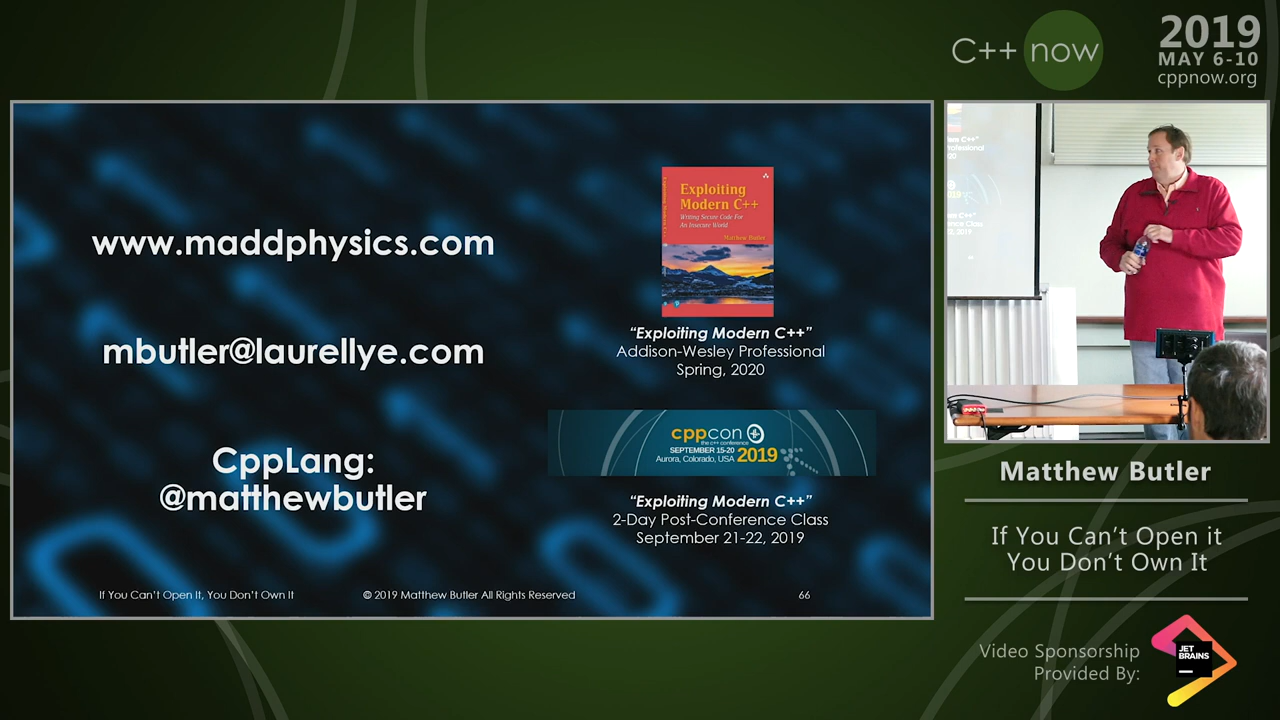 C++ now
2019
MAY 6-10
cppnow.org
www.maddphysics.com
mbutler@laurellye.com
CppLang:
@matthewbutler
Exploiting
Modern C++
Writing Secure Code For
An Insecure World
Matthew Butler
“Exploiting Modern C++”
Addison-Wesley Professional
Spring, 2020
cppcon
the c++ conference
SEPTEMBER 15-20
Aurora, Colorado, USA 2019
“Exploiting Modern C++”
2-Day Post-Conference Class
September 21-22, 2019
If You Can’t Open It, You Don’t Own It
© 2019 Matthew Butler All Rights Reserved
66
Matthew Butler
If You Can’t Open it
You Don’t Own It
Video Sponsorship
Provided By:
JET
BRAINS